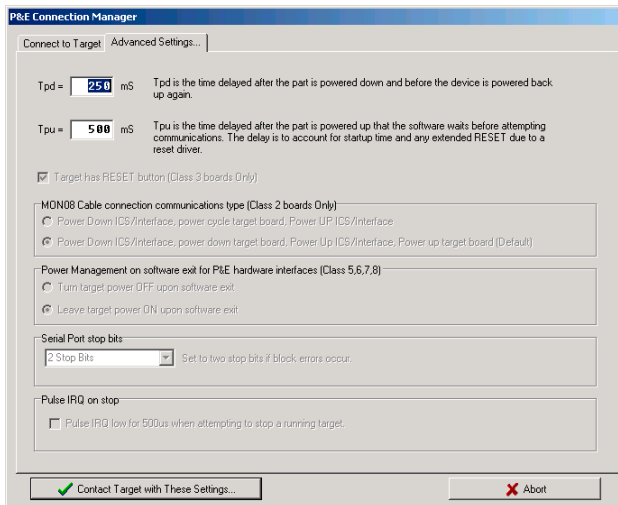 P&E Connection Manager
Connect to Target
Advanced Settings...
Tpd = 250 mS
Tpd is the time delayed after the part is powered down and before the device is powered back
up again.
Tpu = 500 mS
Tpu is the time delayed after the part is powered up that the software waits before attempting
communications. The delay is to account for startup time and any extended RESET due to a
reset driver.
Target has RESET button (Class 3 boards Only)
MON08 Cable connection communications type (Class 2 boards Only)
Power Down ICS/Interface, power cycle target board, Power UP ICS/Interface
Power Down ICS/Interface, power down target board, Power Up ICS/Interface, Power up target board (Default)
Power Management on software exit for P&E hardware interfaces (Class 5,6,7,8)
Turn target power OFF upon software exit
Leave target power ON upon software exit
Serial Port stop bits
2 Stop Bits
Set to two stop bits if block errors occur.
Pulse IRQ on stop
Pulse IRQ low for 500us when attempting to stop a running target.
Contact Target with These Settings...
Abort